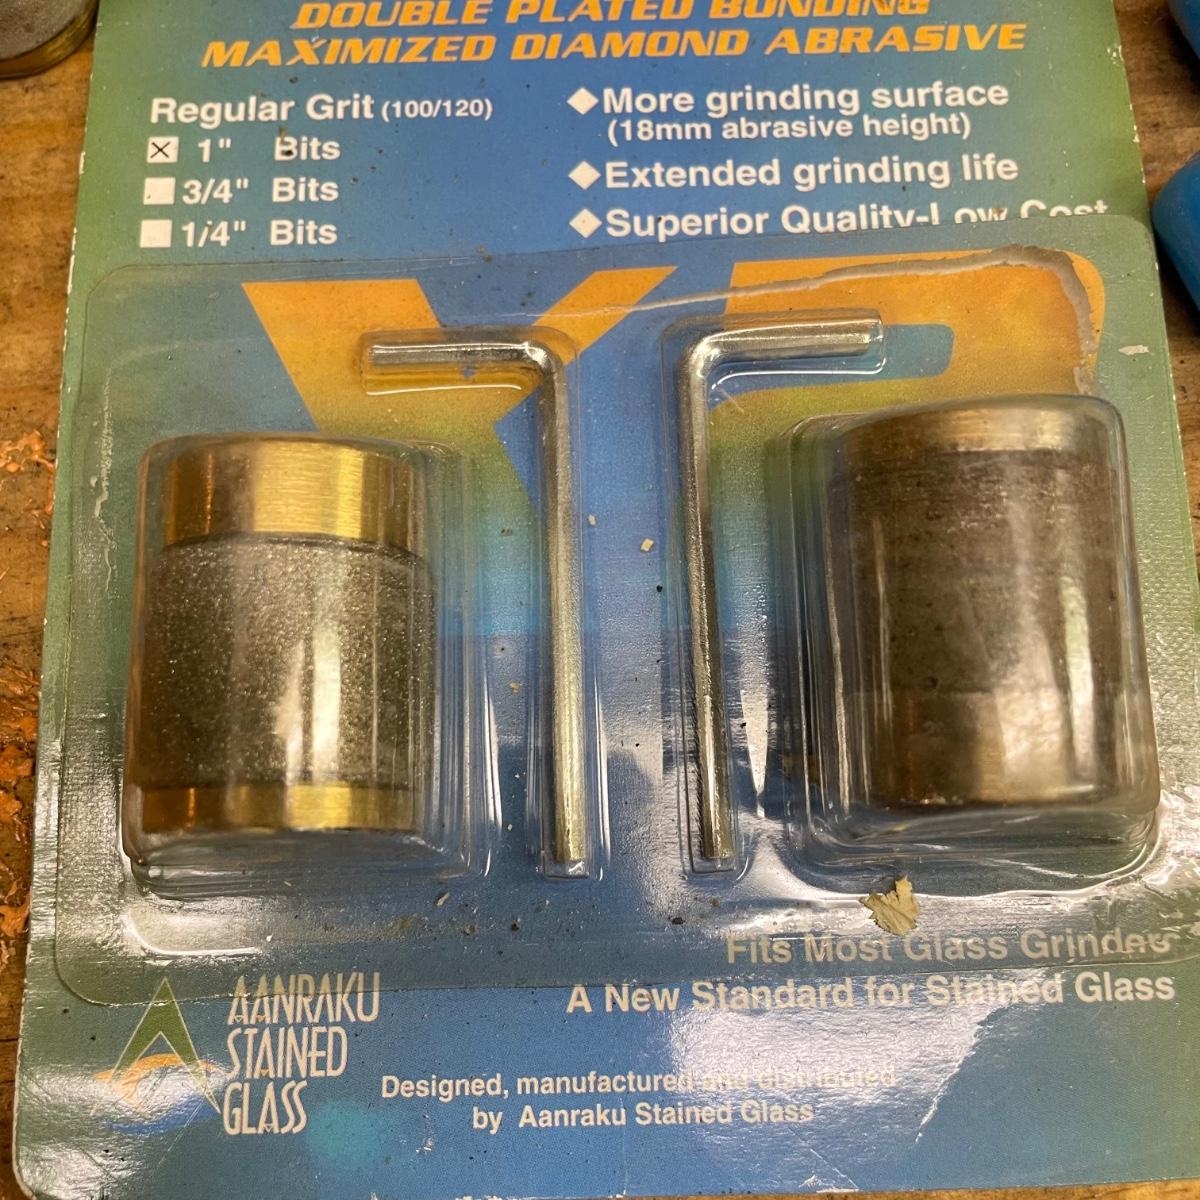 DOUBLE PLATED BONDING
MAXIMIZED DIAMOND ABRASIVE
Regular Grit (100/120)
1" Bits
3/4" Bits
1/4" Bits
More grinding surface
(18mm abrasive height)
Extended grinding life
Superior Quality-Low Cost
XP
Fits Most Glass Grinders
A New Standard for Stained Glass
AANRAKU
STAINED
GLASS
Designed, manufactured and distributed
by Aanraku Stained Glass